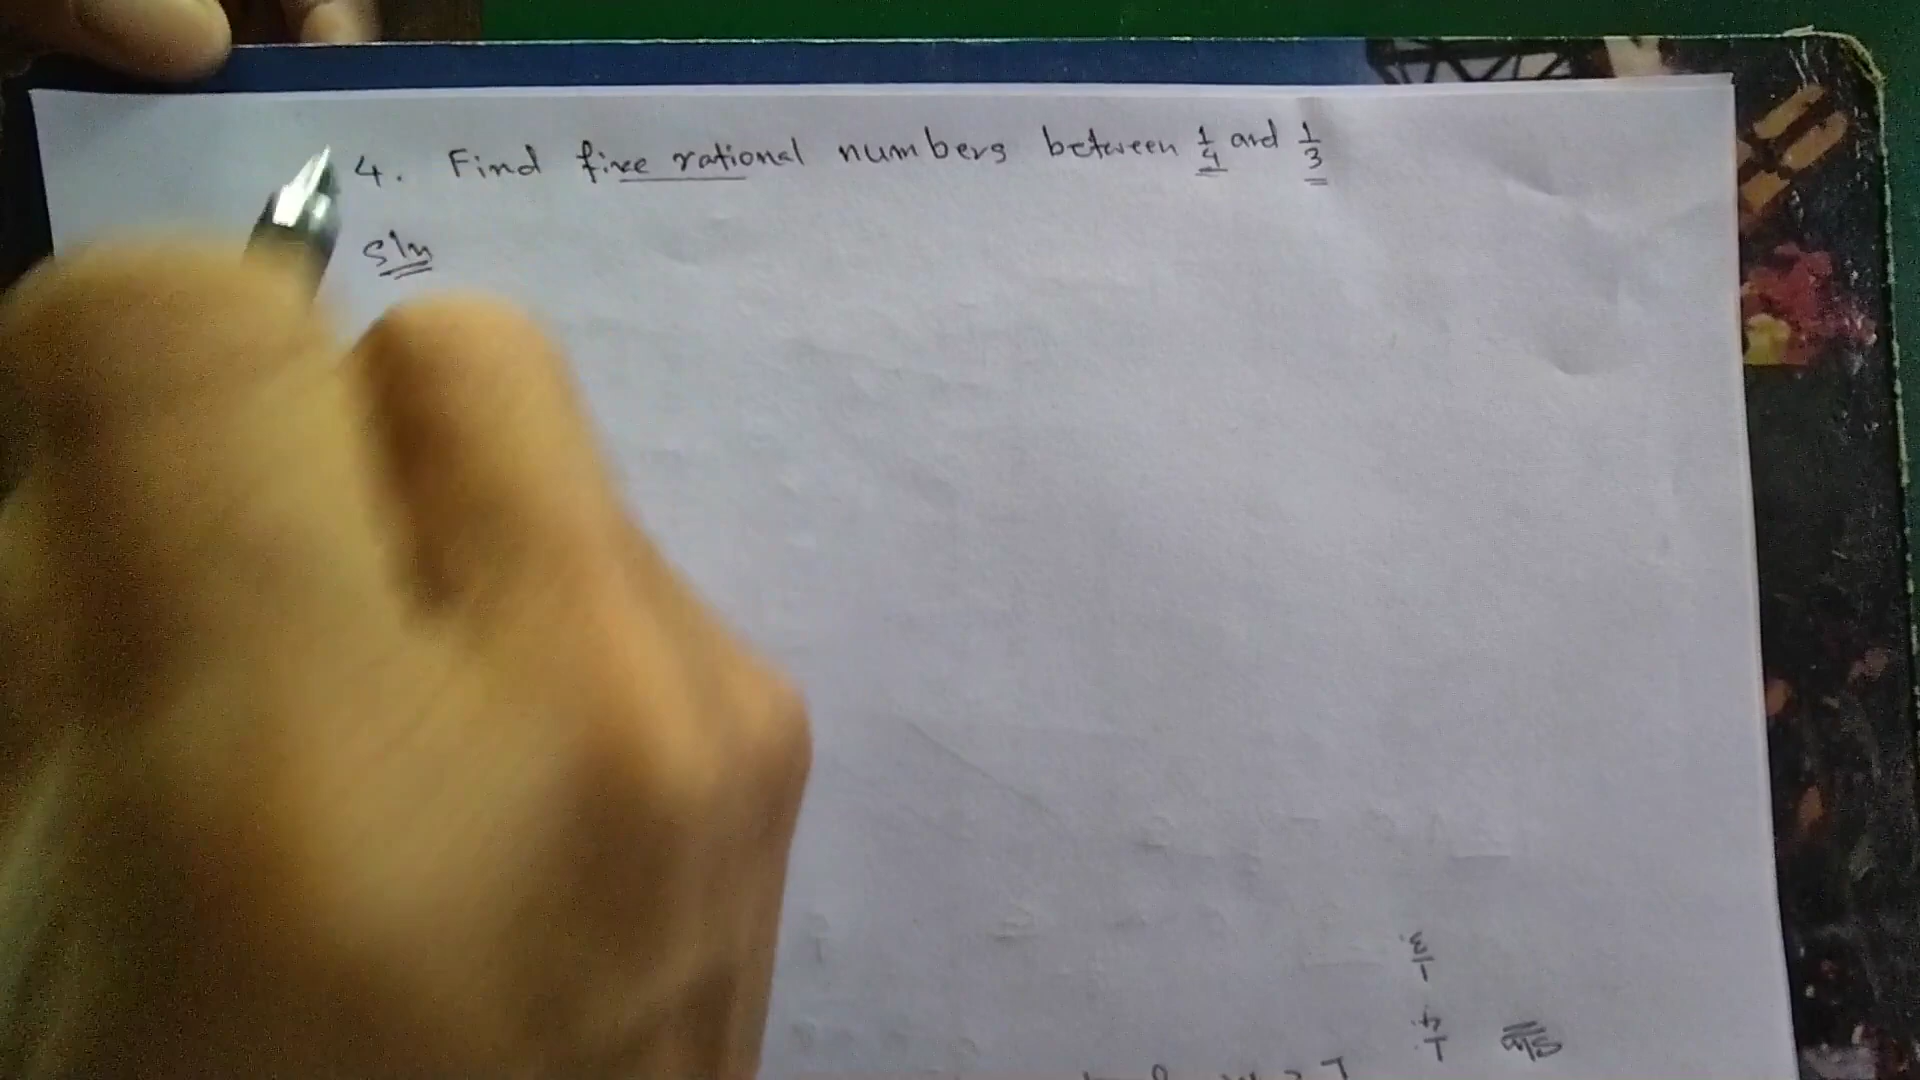 4. Find five rational numbers between 1/4 and 1/3
Sln